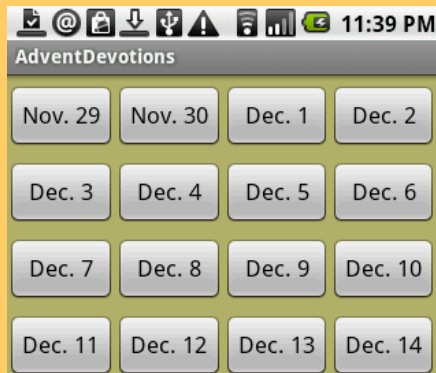 11:39 PM
AdventDevotions
Nov. 29 Nov. 30 Dec. 1 Dec. 2
Dec. 3 Dec. 4 Dec. 5 Dec. 6
Dec. 7 Dec. 8 Dec. 9 Dec. 10
Dec. 11 Dec. 12 Dec. 13 Dec. 14